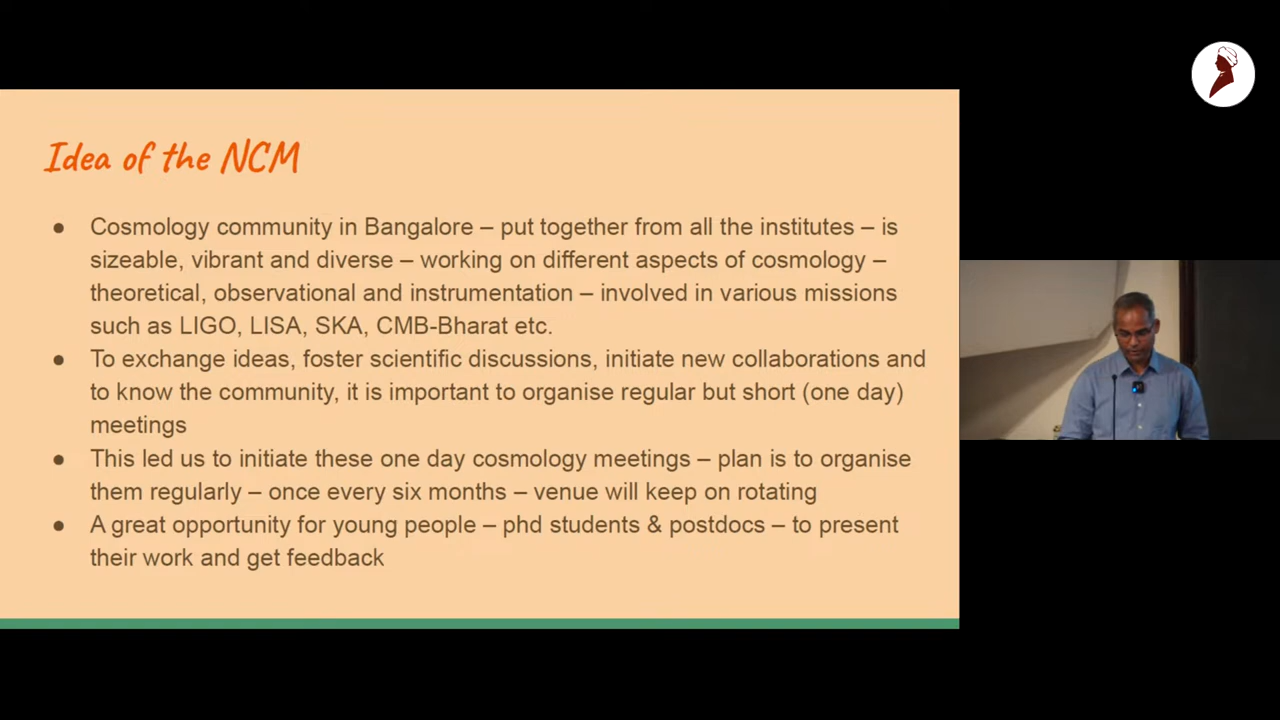 Idea of the NCM
● Cosmology community in Bangalore – put together from all the institutes – is
sizeable, vibrant and diverse – working on different aspects of cosmology –
theoretical, observational and instrumentation – involved in various missions
such as LIGO, LISA, SKA, CMB-Bharat etc.
● To exchange ideas, foster scientific discussions, initiate new collaborations and
to know the community, it is important to organise regular but short (one day)
meetings
● This led us to initiate these one day cosmology meetings – plan is to organise
them regularly – once every six months – venue will keep on rotating
● A great opportunity for young people – phd students & postdocs – to present
their work and get feedback